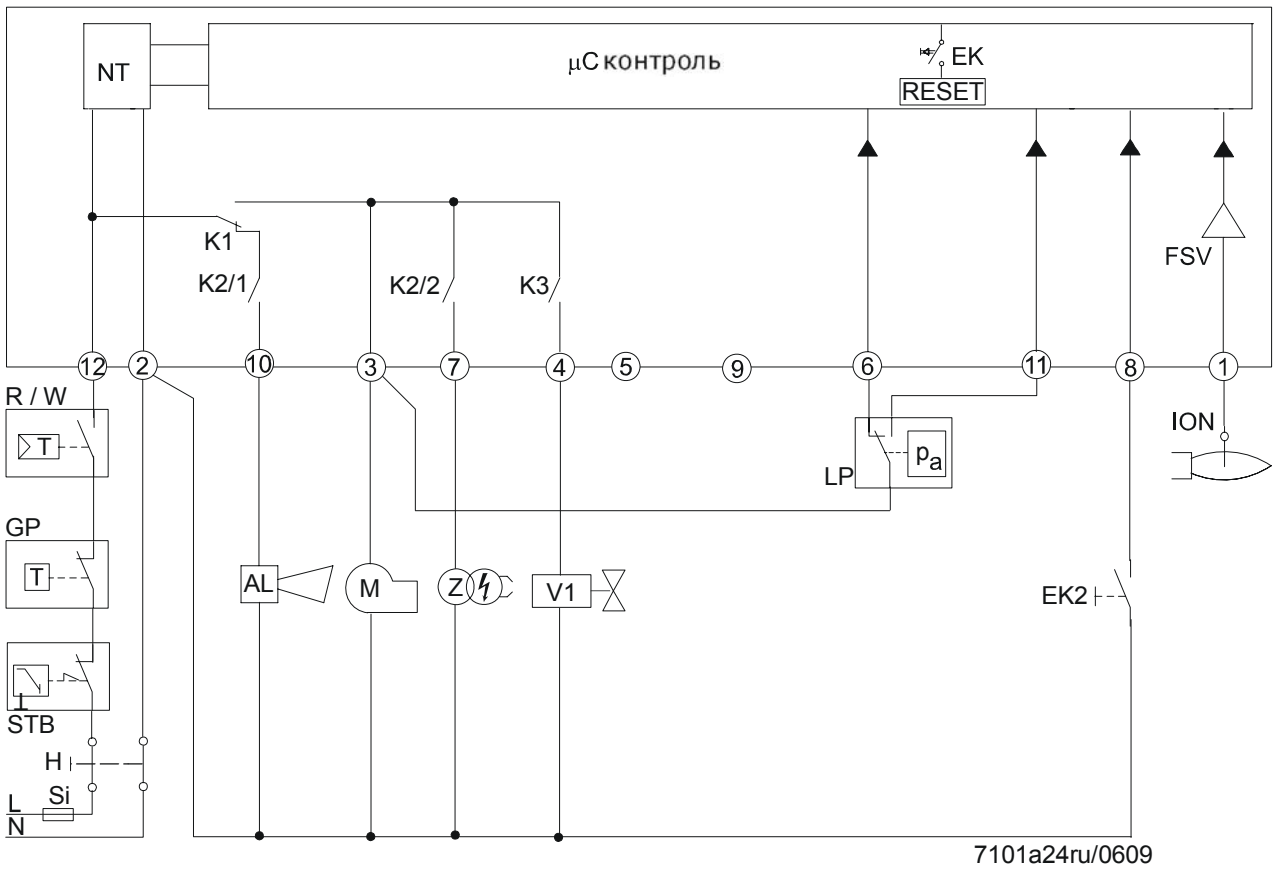 NT
μC контроль
EK
RESET
FSV
K1
K2/1
K2/2
K3
12
2
10
3
7
4
5
9
6
11
8
1
R / W
T
LP
pa
ION
GP
T
AL
M
Z
V1
EK2
STB
H
Si
L
N
7101a24ru/0609